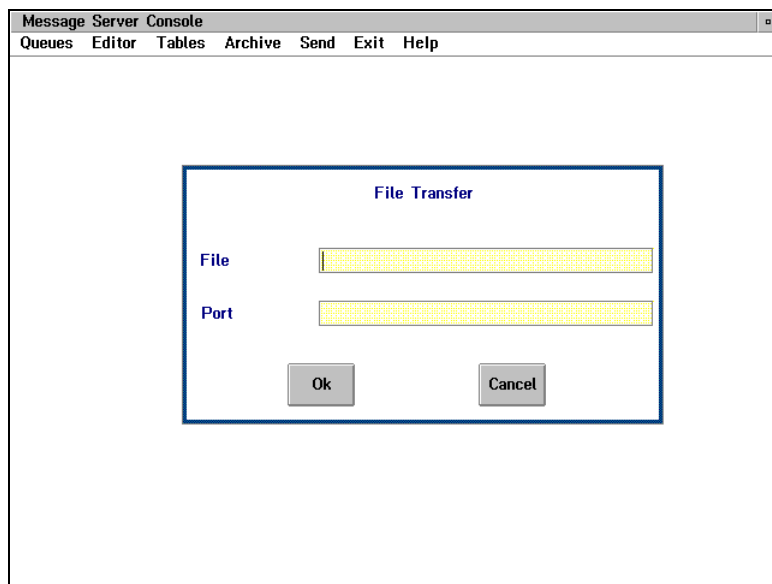 Message Server Console
Queues Editor Tables Archive Send Exit Help
File Transfer
File
Port
Ok Cancel